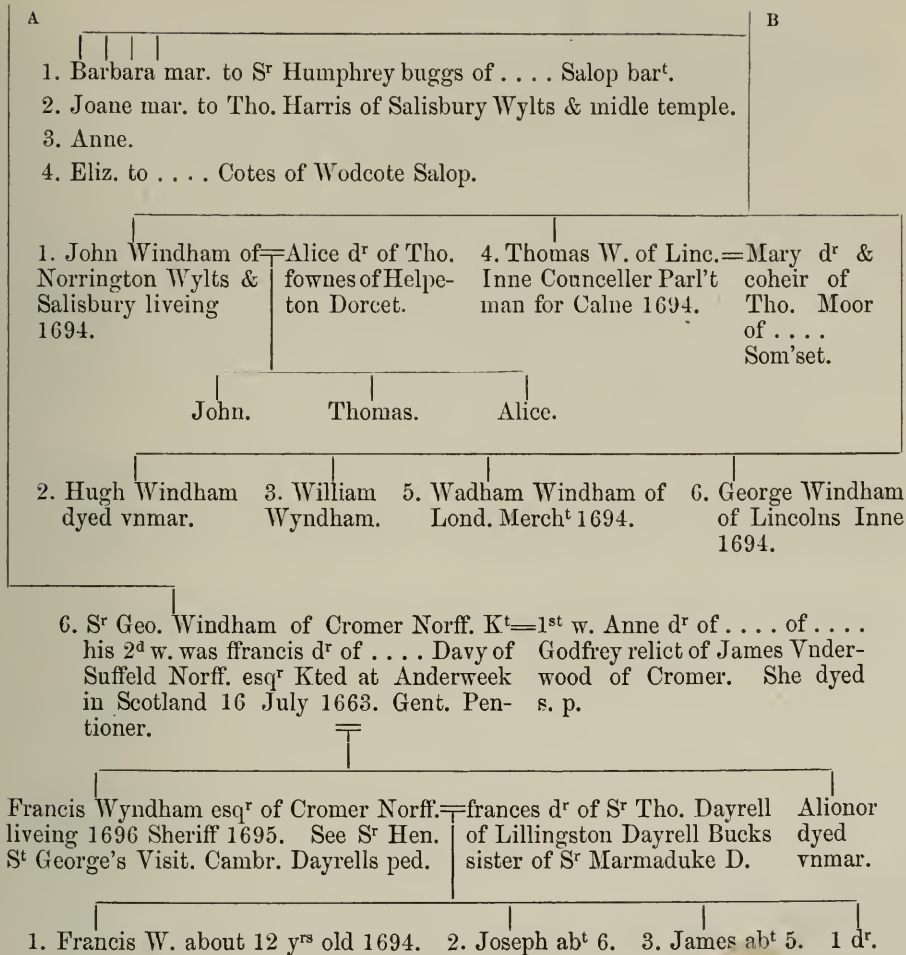 A B
1. Barbara mar. to Sʳ Humphrey buggs of . . . . Salop barᵗ.
2. Joane mar. to Tho. Harris of Salisbury Wylts & midle temple.
3. Anne.
4. Eliz. to . . . . Cotes of Wodcote Salop.
1. John Windham of
Norrington Wylts &
Salisbury liveing
1694.
Alice dʳ of Tho.
fownes of Helpe-
ton Dorcet.
4. Thomas W. of Linc.
Inne Counceller Parl't
man for Calne 1694.
Mary dʳ &
coheir of
Tho. Moor
of . . . .
Som'set.
John. Thomas. Alice.
2. Hugh Windham
dyed vnmar.
3. William
Wyndham.
5. Wadham Windham of
Lond. Merchᵗ 1694.
6. George Windham
of Lincolns Inne
1694.
6. Sʳ Geo. Windham of Cromer Norff. Kᵗ
his 2ᵈ w. was ffrancis dʳ of . . . . Davy of
Suffeld Norff. esqʳ Kted at Anderweek
in Scotland 16 July 1663. Gent. Pen-
tioner.
1ˢᵗ w. Anne dʳ of . . . . of . . . .
Godfrey relict of James Vnder-
wood of Cromer. She dyed
s. p.
Francis Wyndham esqʳ of Cromer Norff.
liveing 1696 Sheriff 1695. See Sʳ Hen.
Sᵗ George's Visit. Cambr. Dayrells ped.
frances dʳ of Sʳ Tho. Dayrell
of Lillingston Dayrell Bucks
sister of Sʳ Marmaduke D.
Alionor
dyed
vnmar.
1. Francis W. about 12 yʳˢ old 1694. 2. Joseph abᵗ 6. 3. James abᵗ 5. 1 dʳ.